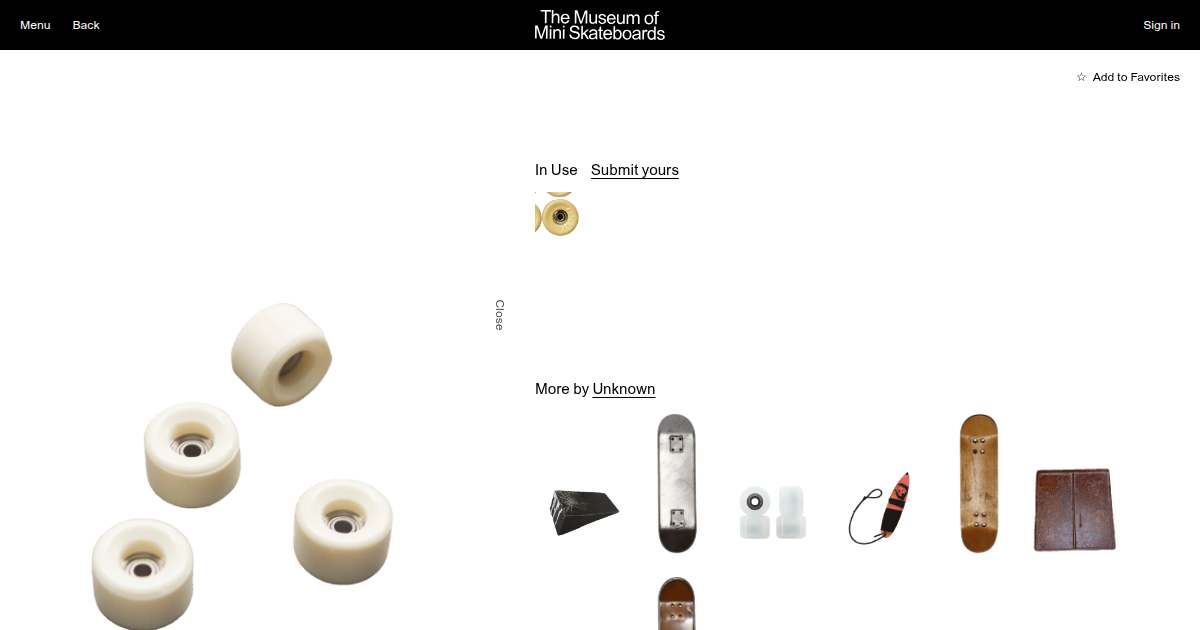 Menu
Back
The Museum of
Mini Skateboards
Sign in
☆ Add to Favorites
In Use
Submit yours
Close
More by Unknown